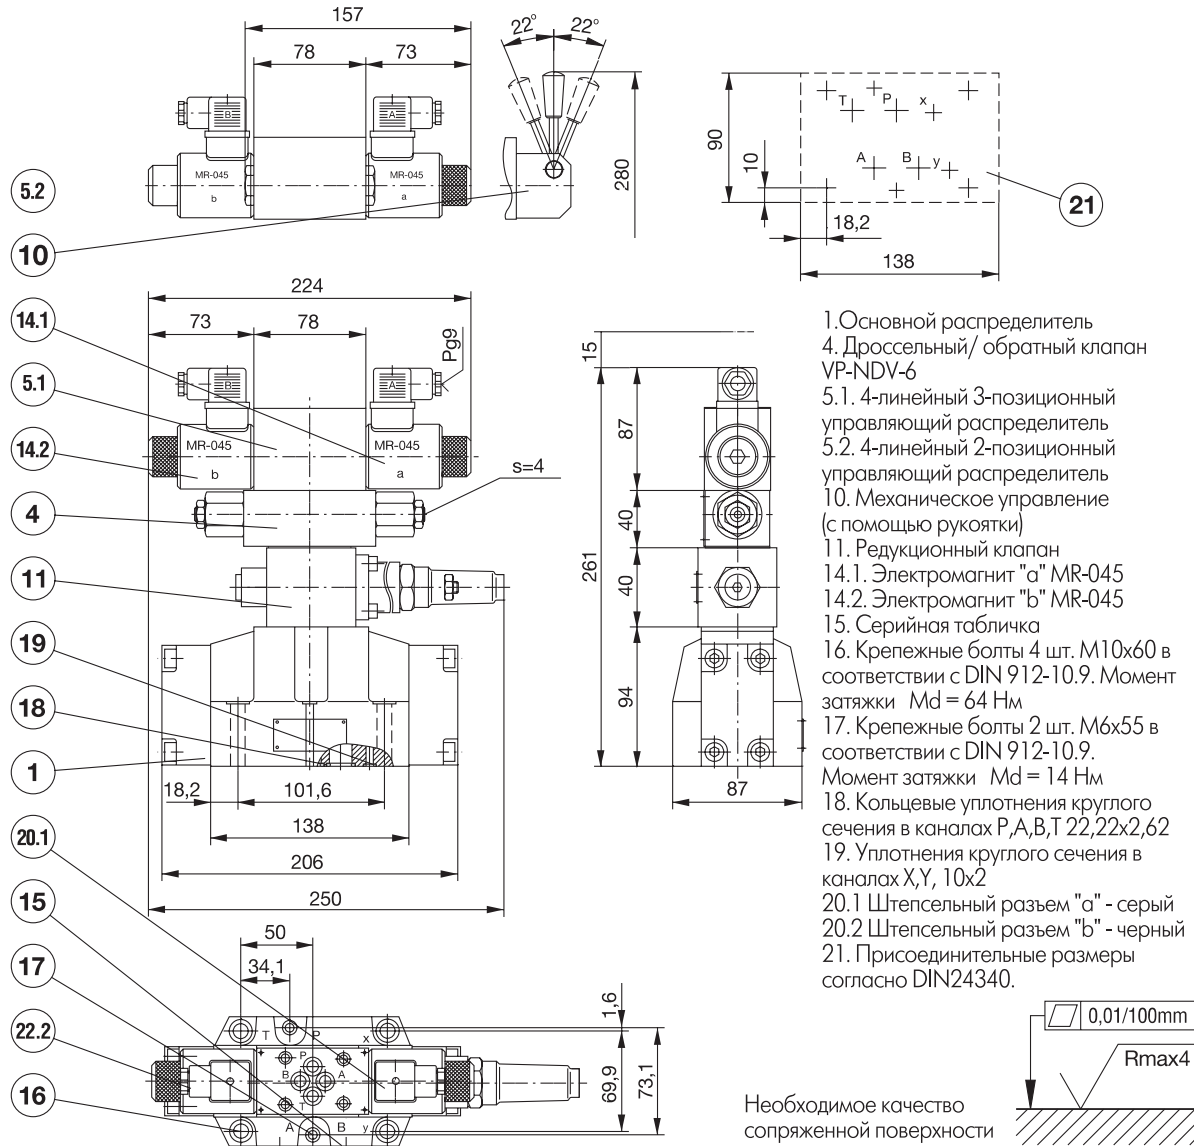 157
78
73
22°
22°
280
B
A
MR-045
b
MR-045
a
5.2
10
90
10
T
P
x
A
B
y
21
18,2
138
224
73
78
14.1
5.1
14.2
4
11
19
18
1
Pg9
B
A
MR-045
b
MR-045
a
s=4
15
87
40
40
94
261
87
18,2
101,6
138
206
250
1.Основной распределитель
4. Дроссельный/ обратный клапан
VP-NDV-6
5.1. 4-линейный 3-позиционный
управляющий распределитель
5.2. 4-линейный 2-позиционный
управляющий распределитель
10. Механическое управление
(с помощью рукоятки)
11. Редукционный клапан
14.1. Электромагнит "a" MR-045
14.2. Электромагнит "b" MR-045
15. Серийная табличка
16. Крепежные болты 4 шт. M10x60 в
соответствии с DIN 912-10.9. Момент
затяжки Md = 64 Нм
17. Крепежные болты 2 шт. M6x55 в
соответствии с DIN 912-10.9.
Момент затяжки Md = 14 Нм
18. Кольцевые уплотнения круглого
сечения в каналах P,A,B,T 22,22x2,62
19. Уплотнения круглого сечения в
каналах X,Y, 10x2
20.1 Штепсельный разъем "a" - серый
20.2 Штепсельный разъем "b" - черный
21. Присоединительные размеры
согласно DIN24340.
20.1
15
17
22.2
16
50
34,1
1,6
69,9
73,1
T
P
x
P
B
A
T
A
B
y
0,01/100mm
Rmax4
Необходимое качество
сопряженной поверхности